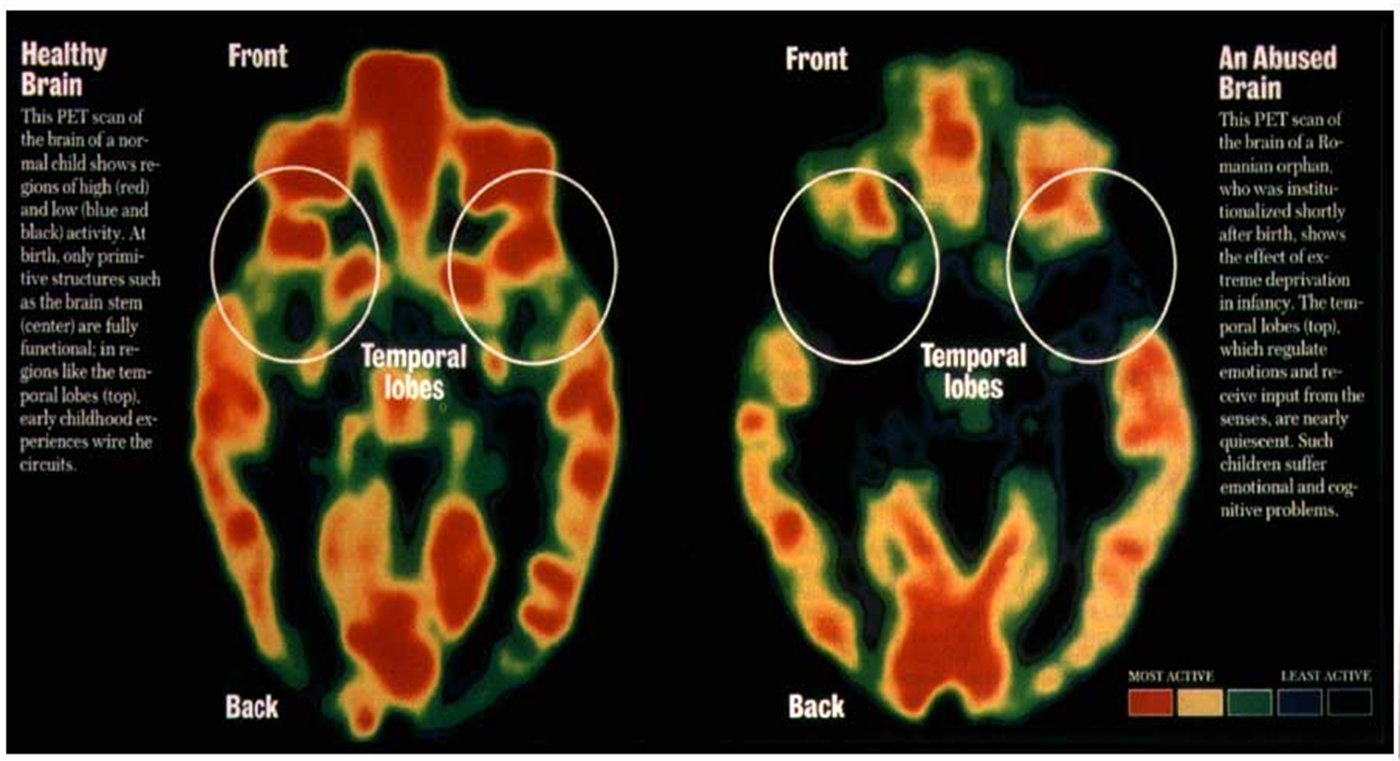 Healthy
Brain
This PET scan of
the brain of a nor-
mal child shows re-
gions of high (red)
and low (blue and
black) activity. At
birth, only primi-
tive structures such
as the brain stem
(center) are fully
functional; in re-
gions like the tem-
poral lobes (top),
early childhood ex-
periences wire the
circuits.
Front
Temporal
lobes
Back
Front
Temporal
lobes
Back
An Abused
Brain
This PET scan of
the brain of a Ro-
manian orphan,
who was institu-
tionalized shortly
after birth, shows
the effect of ex-
treme deprivation
in infancy. The tem-
poral lobes (top),
which regulate
emotions and re-
ceive input from the
senses, are nearly
quiescent. Such
children suffer
emotional and cog-
nitive problems.
MOST ACTIVE
LEAST ACTIVE